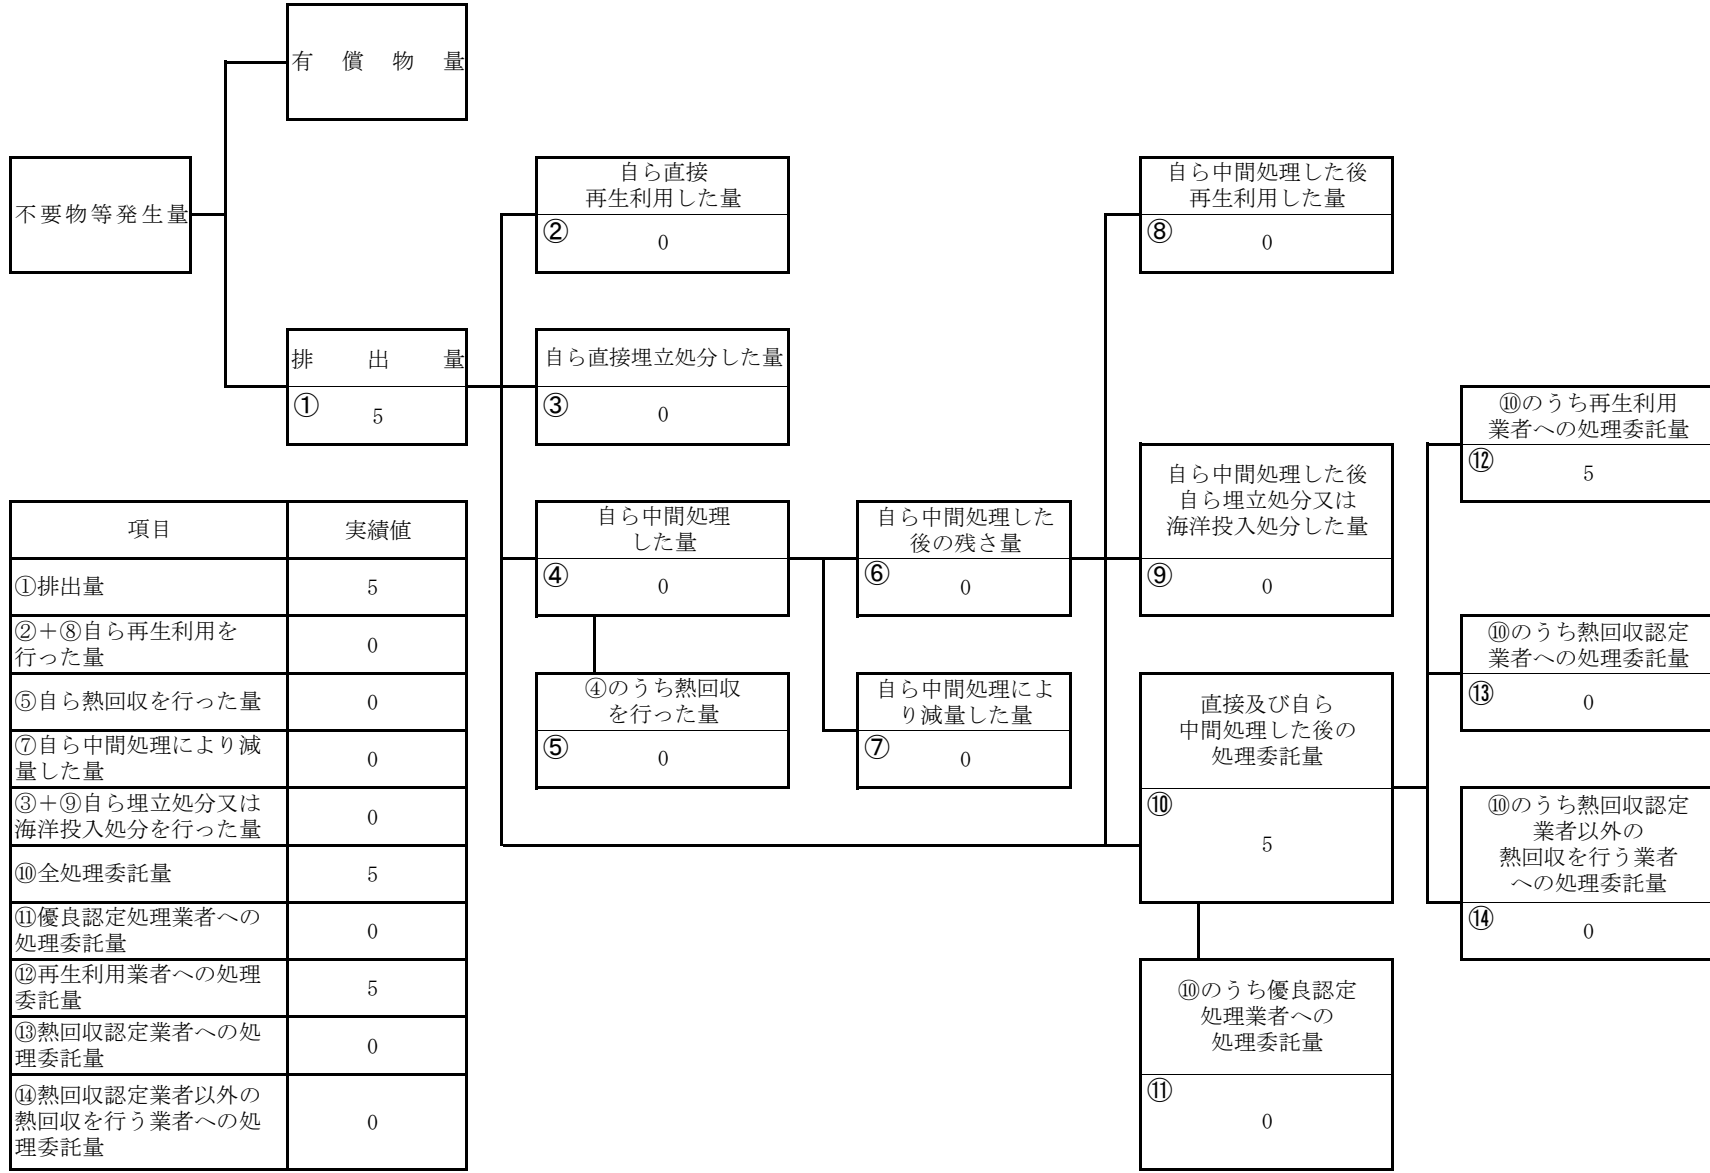 有償物量
不要物等発生量
自ら直接
再生利用した量
② 0
自ら中間処理した後
再生利用した量
⑧ 0
排出量
① 5
自ら直接埋立処分した量
③ 0
⑩のうち再生利用
業者への処理委託量
⑫ 5
自ら中間処理した後
自ら埋立処分又は
海洋投入処分した量
⑨ 0
自ら中間処理
した量
④ 0
自ら中間処理した
後の残さ量
⑥ 0
⑩のうち熱回収認定
業者への処理委託量
⑬ 0
④のうち熱回収
を行った量
⑤ 0
自ら中間処理によ
り減量した量
⑦ 0
直接及び自ら
中間処理した後の
処理委託量
⑩ 5
⑩のうち熱回収認定
業者以外の
熱回収を行う業者
への処理委託量
⑭ 0
⑩のうち優良認定
処理業者への
処理委託量
⑪ 0
項目 実績値
①排出量 5
②＋⑧自ら再生利用を
行った量 0
⑤自ら熱回収を行った量 0
⑦自ら中間処理により減
量した量 0
③＋⑨自ら埋立処分又は
海洋投入処分を行った量 0
⑩全処理委託量 5
⑪優良認定処理業者への
処理委託量 0
⑫再生利用業者への処理
委託量 5
⑬熱回収認定業者への処
理委託量 0
⑭熱回収認定業者以外の
熱回収を行う業者への処
理委託量 0